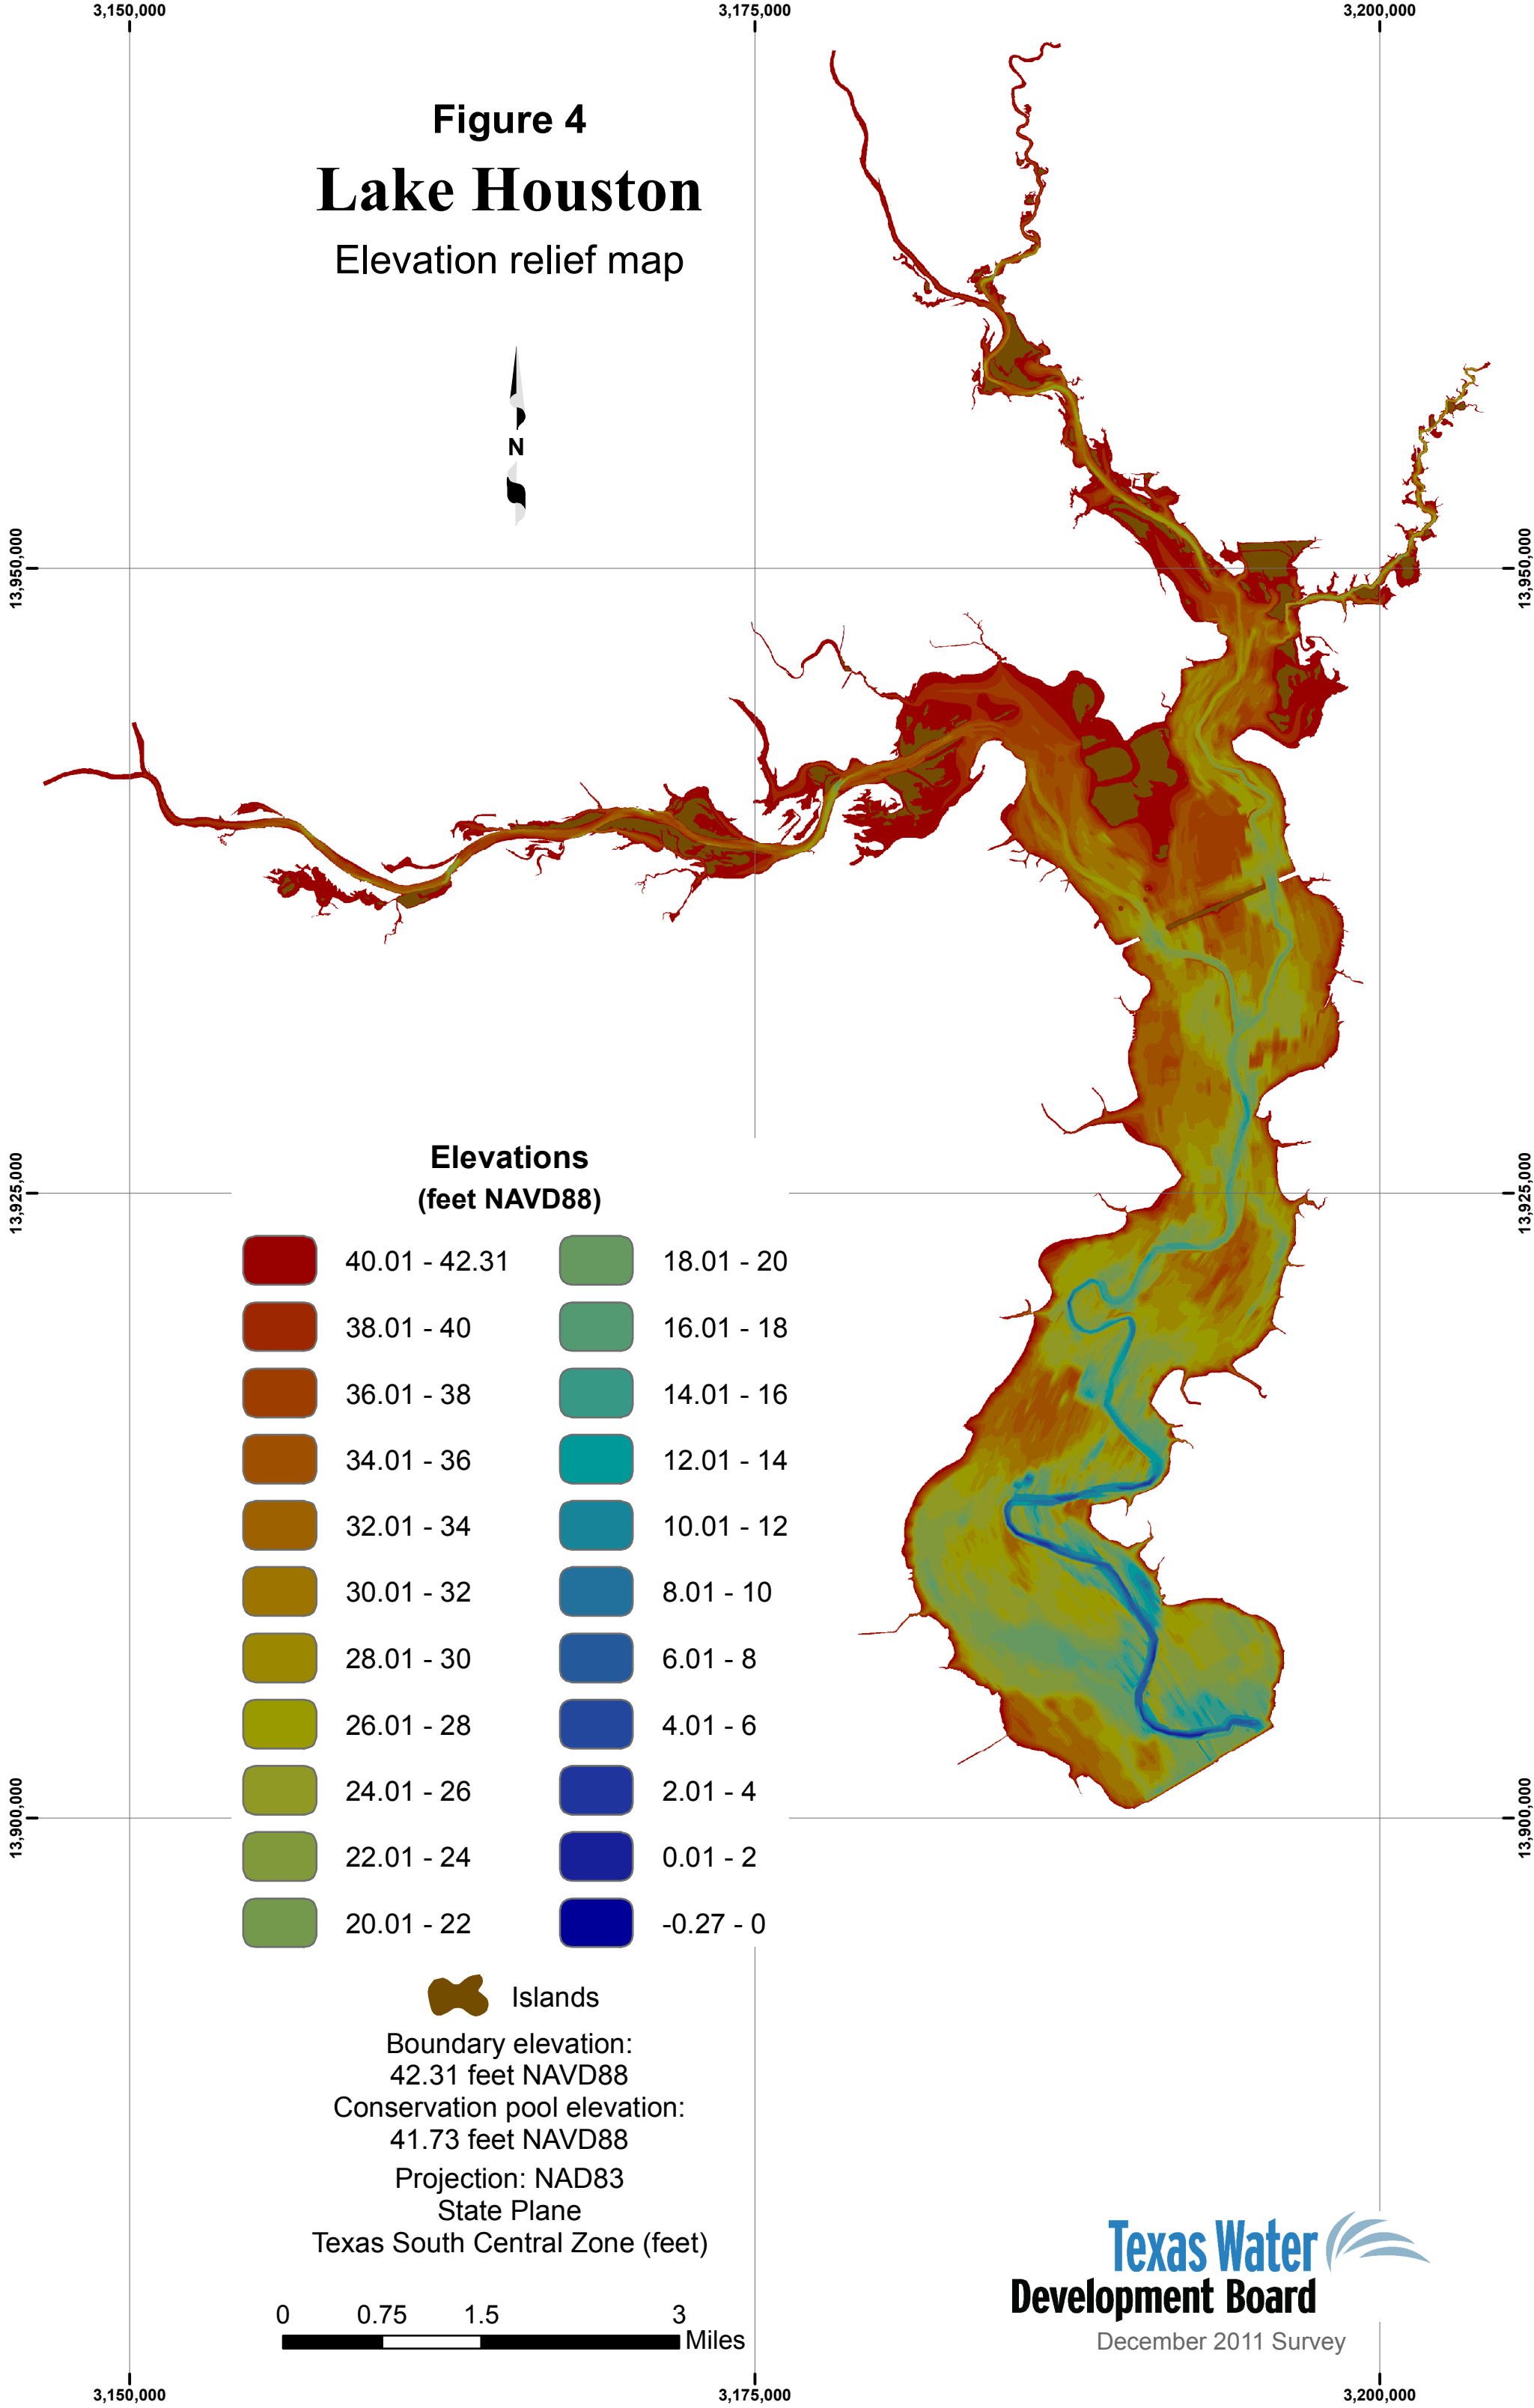 3,150,000
3,175,000
3,200,000
Figure 4
Lake Houston
Elevation relief map
N
13,950,000
13,950,000
13,925,000
13,925,000
Elevations
(feet NAVD88)
40.01 - 42.31
38.01 - 40
36.01 - 38
34.01 - 36
32.01 - 34
30.01 - 32
28.01 - 30
26.01 - 28
24.01 - 26
22.01 - 24
20.01 - 22
18.01 - 20
16.01 - 18
14.01 - 16
12.01 - 14
10.01 - 12
8.01 - 10
6.01 - 8
4.01 - 6
2.01 - 4
0.01 - 2
-0.27 - 0
13,900,000
13,900,000
Islands
Boundary elevation:
42.31 feet NAVD88
Conservation pool elevation:
41.73 feet NAVD88
Projection: NAD83
State Plane
Texas South Central Zone (feet)
0 0.75 1.5 3
Miles
Texas Water
Development Board
December 2011 Survey
3,150,000
3,175,000
3,200,000